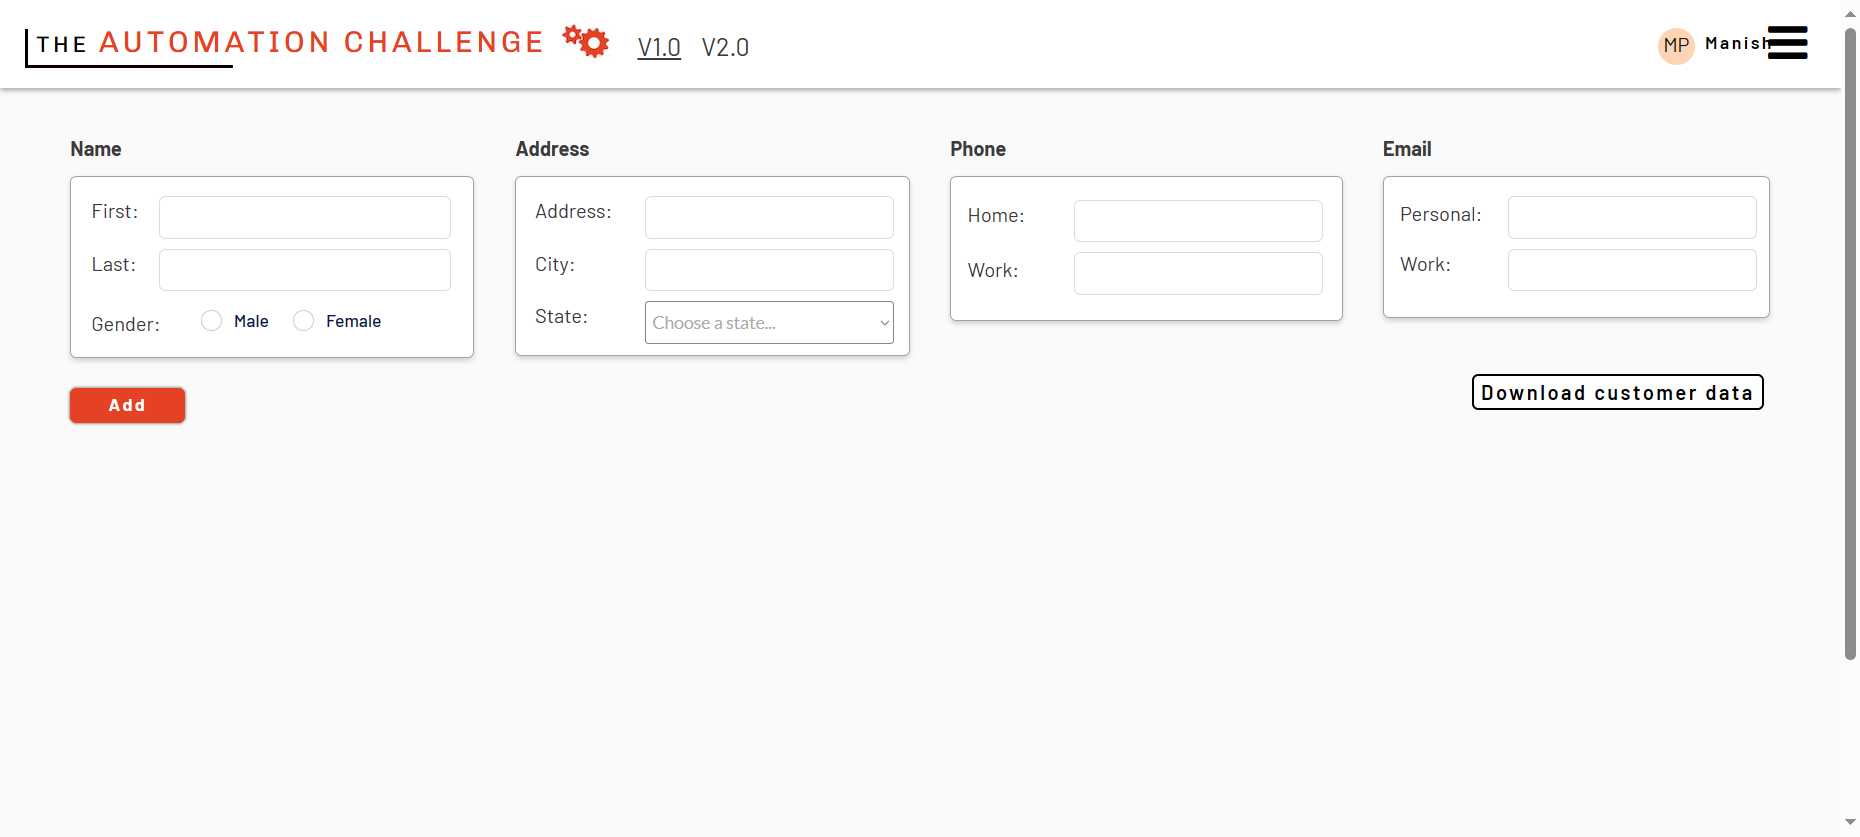 THE AUTOMATION CHALLENGE V1.0 V2.0 MP Manish
Name
First:
Last:
Gender: Male Female
Address
Address:
City:
State: Choose a state...
Phone
Home:
Work:
Email
Personal:
Work:
Add
Download customer data